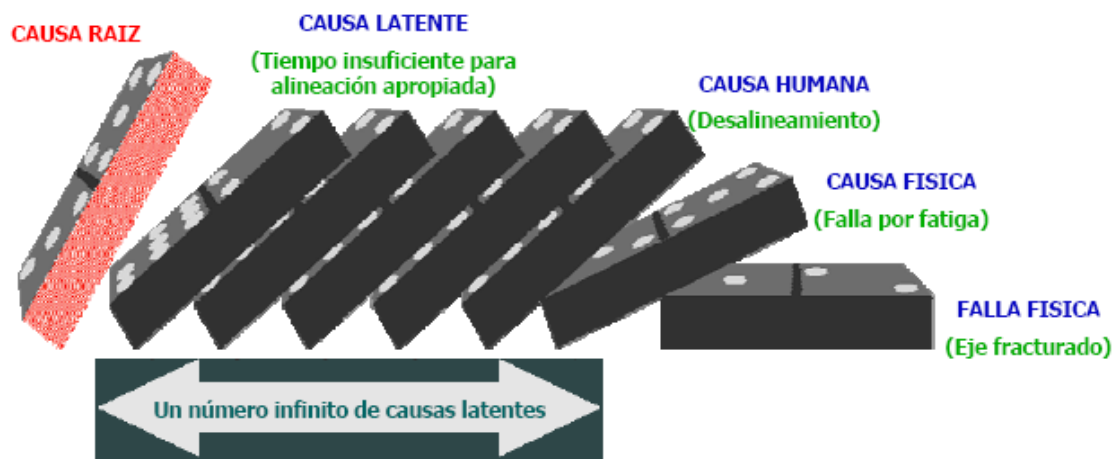 CAUSA RAIZ
CAUSA LATENTE
(Tiempo insuficiente para
alineación apropiada)
CAUSA HUMANA
(Desalineamiento)
CAUSA FISICA
(Falla por fatiga)
FALLA FISICA
(Eje fracturado)
Un número infinito de causas latentes